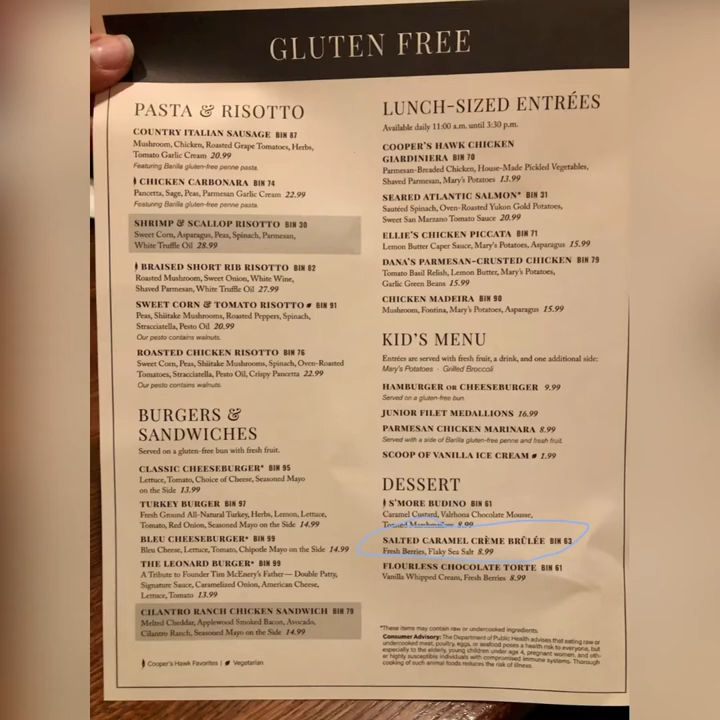 GLUTEN FREE
PASTA & RISOTTO
COUNTRY ITALIAN SAUSAGE BIN 87
Mushroom, Chicken, Roasted Grape Tomatoes, Herbs,
Tomato Garlic Cream 20.99
Featuring Barilla gluten-free penne pasta.
CHICKEN CARBONARA BIN 74
Pancetta, Sage, Peas, Parmesan Garlic Cream 22.99
Featuring Barilla gluten-free penne pasta.
SHRIMP & SCALLOP RISOTTO BIN 30
Sweet Corn, Asparagus, Peas, Spinach, Parmesan,
White Truffle Oil 28.99
BRAISED SHORT RIB RISOTTO BIN 82
Roasted Mushroom, Sweet Onion, White Wine,
Shaved Parmesan, White Truffle Oil 27.99
SWEET CORN & TOMATO RISOTTO BIN 91
Peas, Shiitake Mushrooms, Roasted Peppers, Spinach,
Stracciatella, Pesto Oil 20.99
Our pesto contains walnuts.
ROASTED CHICKEN RISOTTO BIN 76
Sweet Corn, Peas, Shiitake Mushrooms, Spinach, Oven-Roasted
Tomatoes, Stracciatella, Pesto Oil, Crispy Pancetta 22.99
Our pesto contains walnuts.
BURGERS &
SANDWICHES
Served on a gluten-free bun with fresh fruit.
CLASSIC CHEESEBURGER* BIN 95
Lettuce, Tomato, Choice of Cheese, Seasoned Mayo
on the Side 13.99
TURKEY BURGER BIN 97
Fresh Ground All-Natural Turkey, Herbs, Lemon, Lettuce,
Tomato, Red Onion, Seasoned Mayo on the Side 14.99
BLEU CHEESEBURGER* BIN 99
Bleu Cheese, Lettuce, Tomato, Chipotle Mayo on the Side 14.99
THE LEONARD BURGER* BIN 99
A Tribute to Founder Tim McEnery's Father— Double Patty,
Signature Sauce, Caramelized Onion, American Cheese,
Lettuce, Tomato 13.99
CILANTRO RANCH CHICKEN SANDWICH BIN 79
Melted Cheddar, Applewood Smoked Bacon, Avocado,
Cilantro Ranch, Seasoned Mayo on the Side 14.99
Cooper's Hawk Favorites | Vegetarian
LUNCH-SIZED ENTRÉES
Available daily 11:00 a.m. until 3:30 p.m.
COOPER'S HAWK CHICKEN
GIARDINIERA BIN 70
Parmesan-Breaded Chicken, House-Made Pickled Vegetables,
Shaved Parmesan, Mary's Potatoes 13.99
SEARED ATLANTIC SALMON* BIN 31
Sautéed Spinach, Oven-Roasted Yukon Gold Potatoes,
Sweet San Marzano Tomato Sauce 20.99
ELLIE'S CHICKEN PICCATA BIN 71
Lemon Butter Caper Sauce, Mary's Potatoes, Asparagus 15.99
DANA'S PARMESAN-CRUSTED CHICKEN BIN 79
Tomato Basil Relish, Lemon Butter, Mary's Potatoes,
Garlic Green Beans 15.99
CHICKEN MADEIRA BIN 90
Mushroom, Fontina, Mary's Potatoes, Asparagus 15.99
KID'S MENU
Entrées are served with fresh fruit, a drink, and one additional side:
Mary's Potatoes · Grilled Broccoli
HAMBURGER OR CHEESEBURGER 9.99
Served on a gluten-free bun.
JUNIOR FILET MEDALLIONS 16.99
PARMESAN CHICKEN MARINARA 8.99
Served with a side of Barilla gluten-free penne and fresh fruit.
SCOOP OF VANILLA ICE CREAM 1.99
DESSERT
S'MORE BUDINO BIN 61
Caramel Custard, Valrhona Chocolate Mousse,
Toasted Marshmallow 8.99
SALTED CARAMEL CRÈME BRÛLÉE BIN 63
Fresh Berries, Flaky Sea Salt 8.99
FLOURLESS CHOCOLATE TORTE BIN 61
Vanilla Whipped Cream, Fresh Berries 8.99
*These items may contain raw or undercooked ingredients.
Consumer Advisory: The Department of Public Health advises that eating raw or
undercooked meat, poultry, eggs, or seafood poses a health risk to everyone, but
especially to the elderly, young children under age 4, pregnant women, and oth-
er highly susceptible individuals with compromised immune systems. Thorough
cooking of such animal foods reduces the risk of illness.